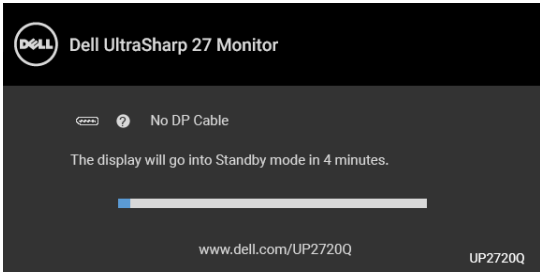 DELL
Dell UltraSharp 27 Monitor
? No DP Cable
The display will go into Standby mode in 4 minutes.
www.dell.com/UP2720Q
UP2720Q